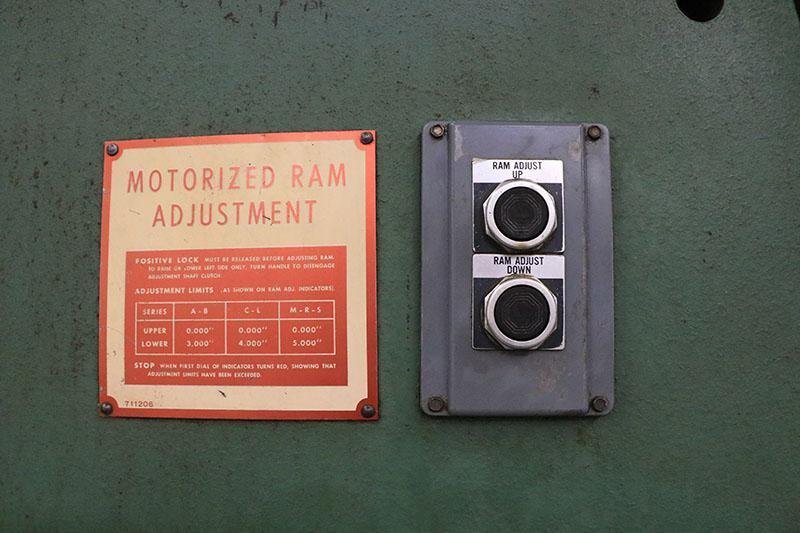 MOTORIZED RAM
ADJUSTMENT
POSITIVE LOCK MUST BE RELEASED BEFORE ADJUSTING RAM.
TO RAISE OR LOWER LEFT SIDE ONLY, TURN HANDLE TO DISENGAGE
ADJUSTMENT SHAFT CLUTCH.
ADJUSTMENT LIMITS (AS SHOWN ON RAM ADJ. INDICATORS).
SERIES A-B C-L M-R-S
UPPER 0.000" 0.000" 0.000"
LOWER 3.000" 4.000" 5.000"
STOP WHEN FIRST DIAL OF INDICATORS TURNS RED, SHOWING THAT
ADJUSTMENT LIMITS HAVE BEEN EXCEEDED.
711206
RAM ADJUST
UP
RAM ADJUST
DOWN